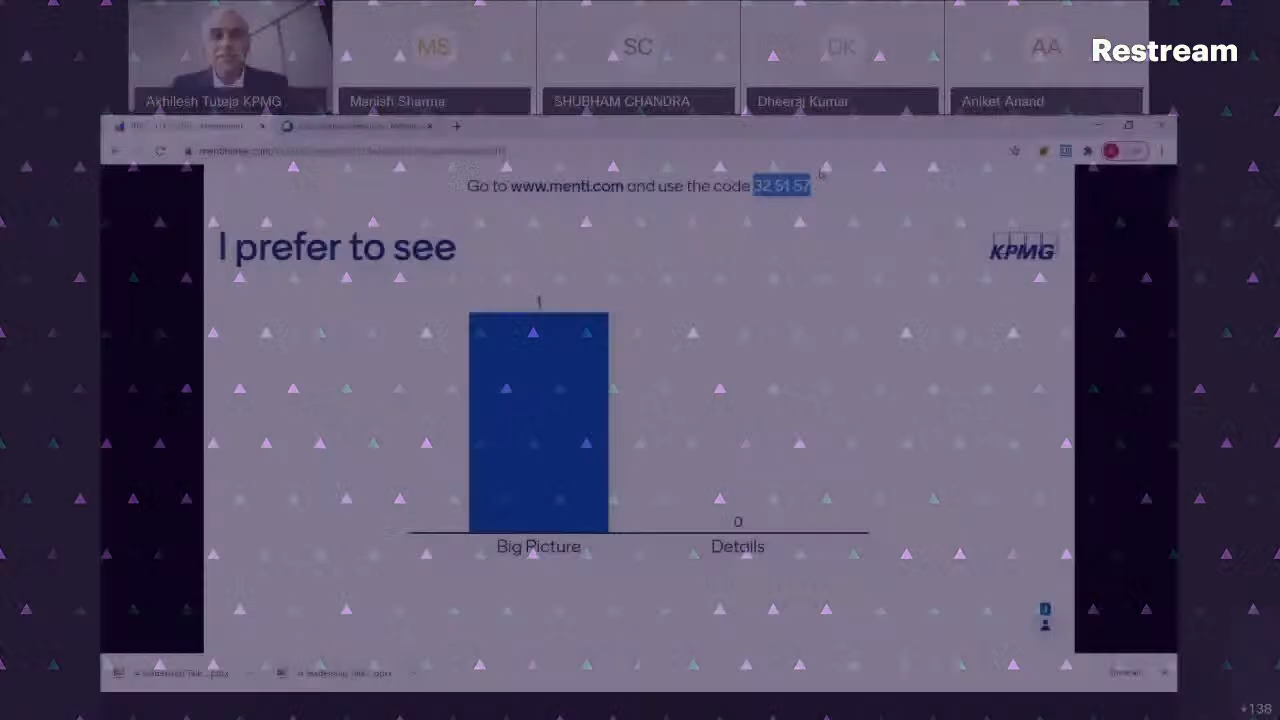 Restream
MS
SC
DK
AA
Akhilesh Tuteja KPMG
Manish Sharma
SHUBHAM CHANDRA
Dheeraj Kumar
Aniket Anand
Go to www.menti.com and use the code 32 51 57
I prefer to see
KPMG
1
0
Big Picture
Details
+138